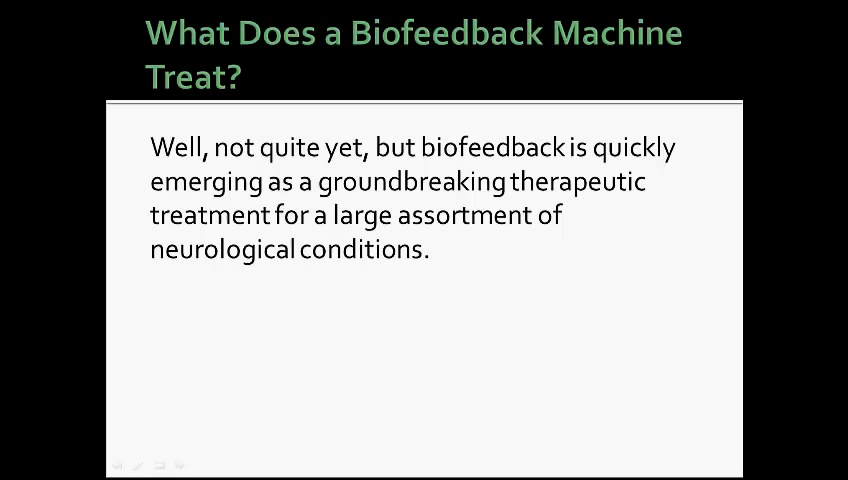 What Does a Biofeedback Machine
Treat?
Well, not quite yet, but biofeedback is quickly
emerging as a groundbreaking therapeutic
treatment for a large assortment of
neurological conditions.